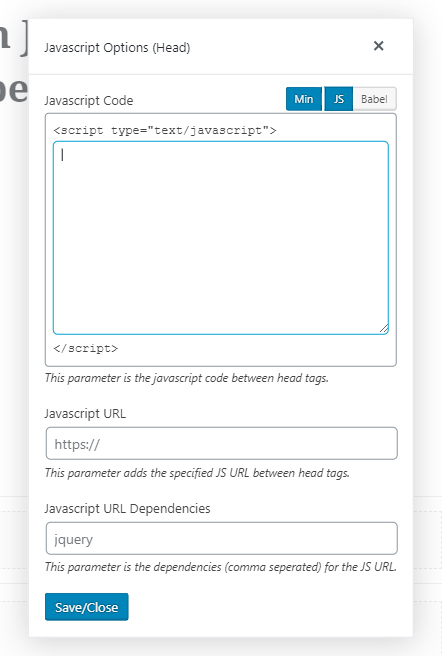 Javascript Options (Head) ×
Javascript Code Min JS Babel
<script type="text/javascript">
</script>
This parameter is the javascript code between head tags.
Javascript URL
https://
This parameter adds the specified JS URL between head tags.
Javascript URL Dependencies
jquery
This parameter is the dependencies (comma seperated) for the JS URL.
Save/Close